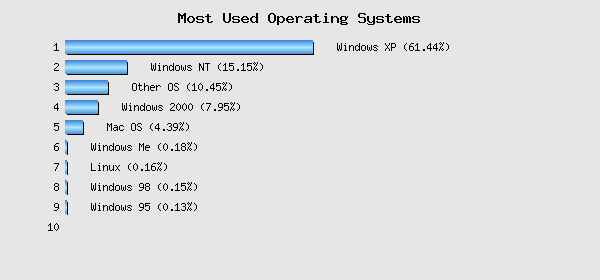 Most Used Operating Systems
1 Windows XP (61.44%)
2 Windows NT (15.15%)
3 Other OS (10.45%)
4 Windows 2000 (7.95%)
5 Mac OS (4.39%)
6 Windows Me (0.18%)
7 Linux (0.16%)
8 Windows 98 (0.15%)
9 Windows 95 (0.13%)
10